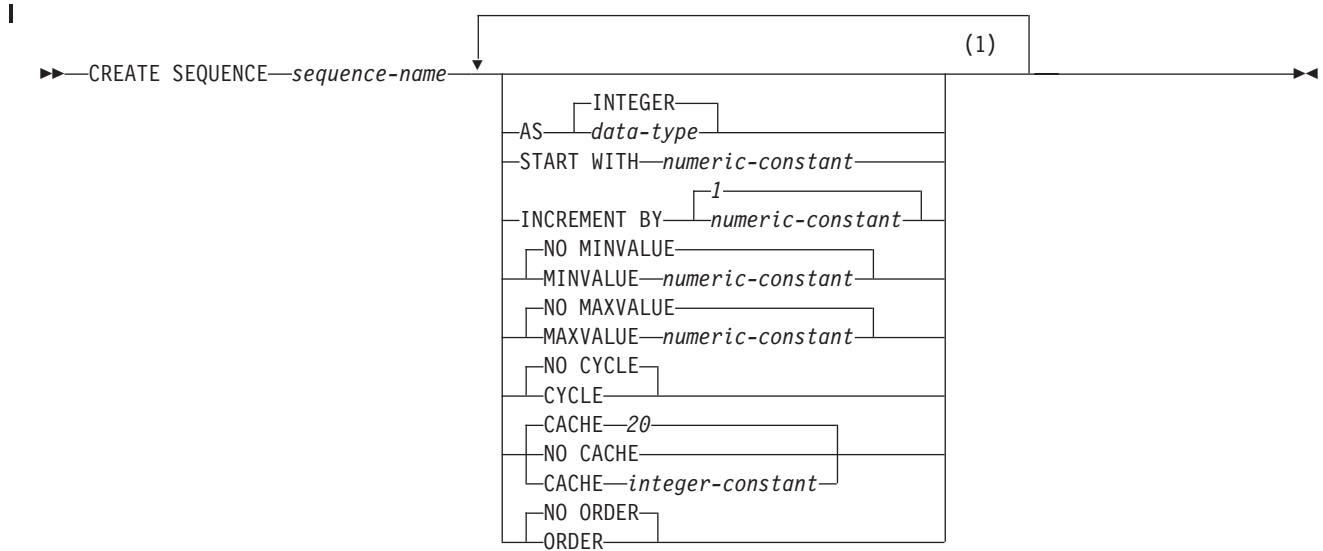 (1)
CREATE SEQUENCE sequence-name
INTEGER
AS data-type
START WITH numeric-constant
1
INCREMENT BY numeric-constant
NO MINVALUE
MINVALUE numeric-constant
NO MAXVALUE
MAXVALUE numeric-constant
NO CYCLE
CYCLE
CACHE 20
NO CACHE
CACHE integer-constant
NO ORDER
ORDER